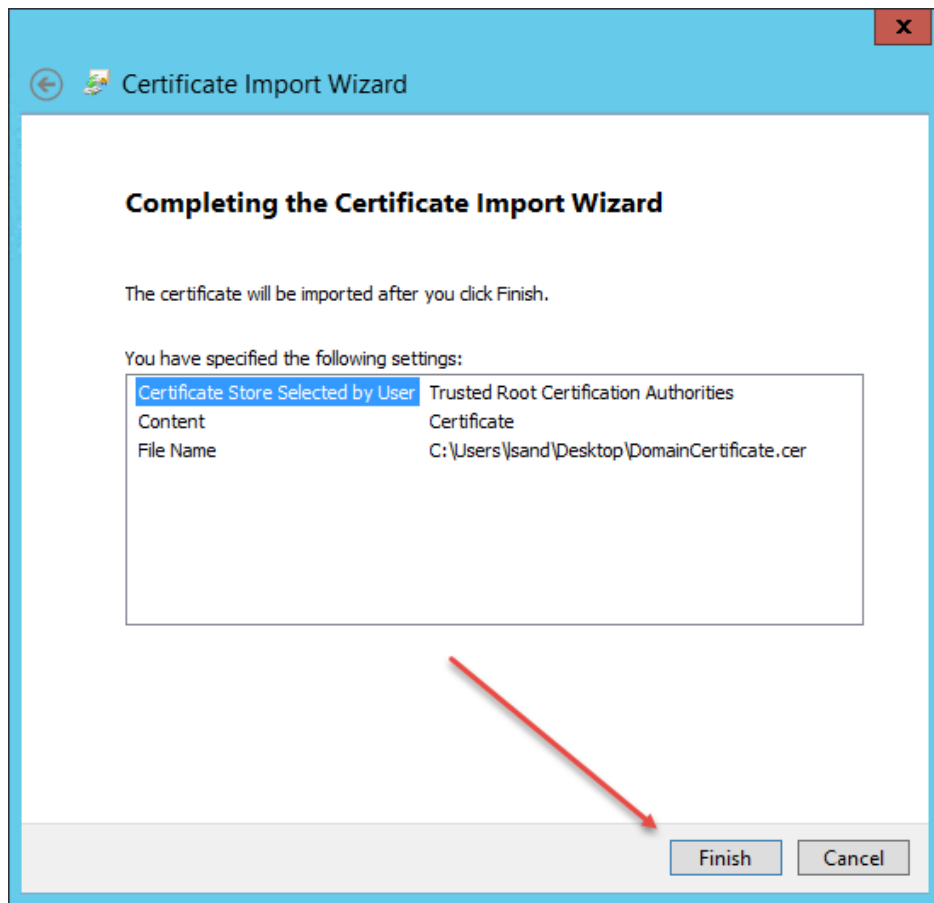 x
Certificate Import Wizard
Completing the Certificate Import Wizard
The certificate will be imported after you click Finish.
You have specified the following settings:
Certificate Store Selected by User Trusted Root Certification Authorities
Content Certificate
File Name C:\Users\lsand\Desktop\DomainCertificate.cer
Finish Cancel